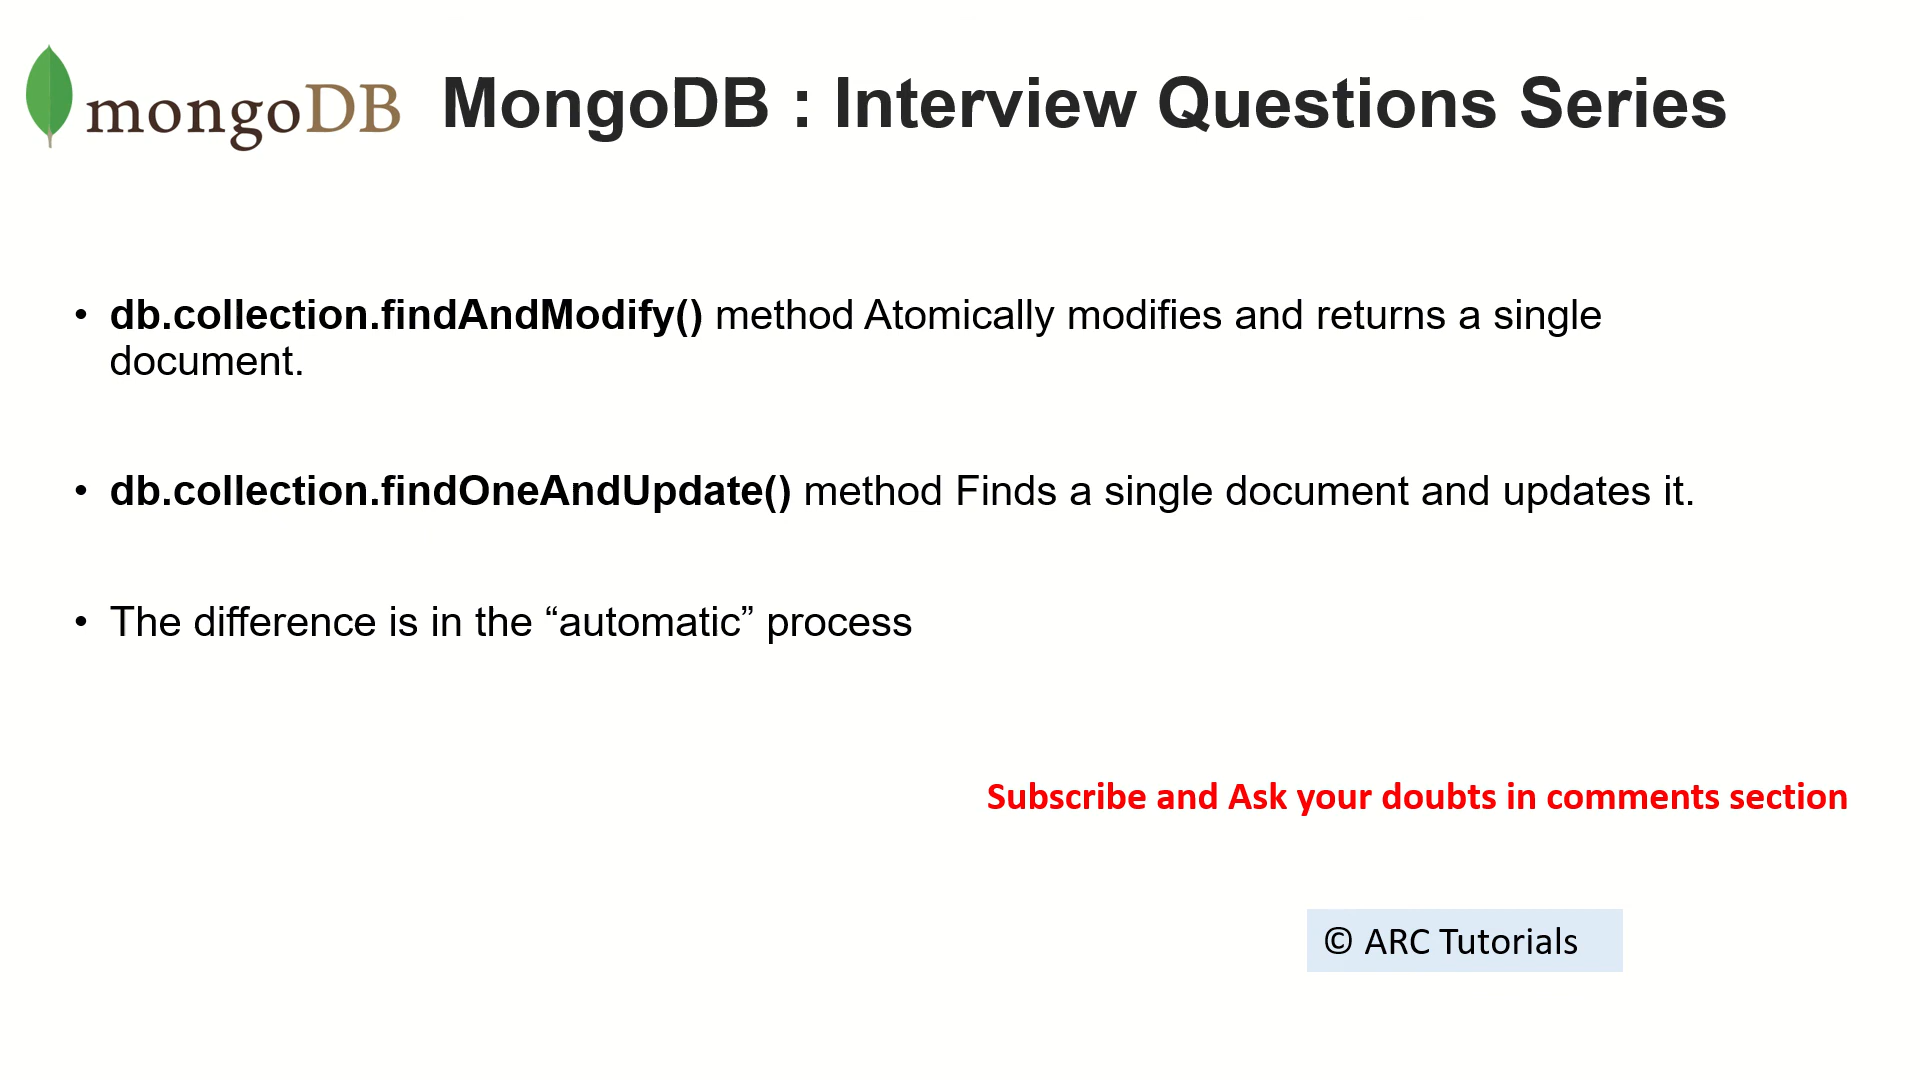 mongoDB
MongoDB : Interview Questions Series
• db.collection.findAndModify() method Atomically modifies and returns a single
document.
• db.collection.findOneAndUpdate() method Finds a single document and updates it.
• The difference is in the “automatic” process
Subscribe and Ask your doubts in comments section
© ARC Tutorials